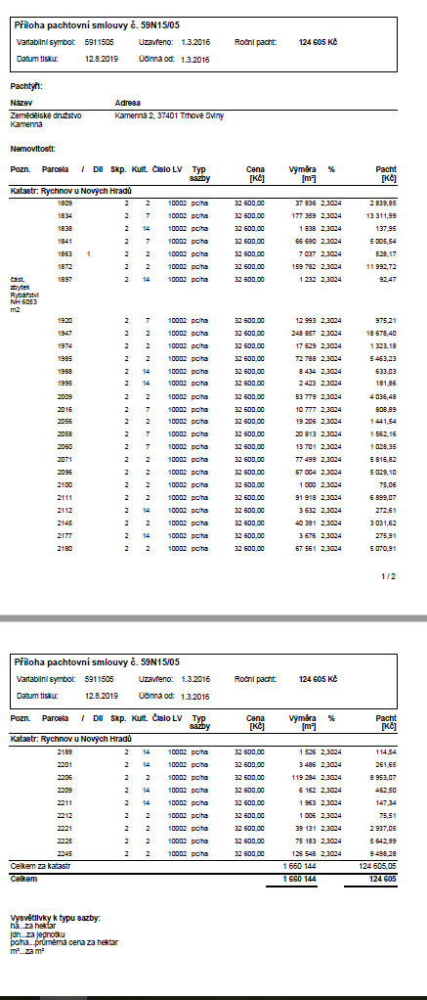 Příloha pachtovní smlouvy č. 59N15/05
Variabilní symbol: 5911505 Uzavřeno: 1.3.2016 Roční pacht: 124 605 Kč
Datum tisku: 12.8.2019 Účinná od: 1.3.2016
Pachtýři:
Název Adresa
Zemědělské družstvo Kamenná 2, 37401 Trhové Sviny
Kamenná
Nemovitosti:
Pozn. Parcela / Díl Skp. Kult. Číslo LV Typ Cena Výměra % Pacht
sazby [Kč] [m²] [Kč]
Katastr: Rychnov u Nových Hradů
1809 2 2 10002 pc/ha 32 600,00 37 836 2,3024 2 839,85
1834 2 7 10002 pc/ha 32 600,00 177 359 2,3024 13 311,99
1838 2 14 10002 pc/ha 32 600,00 1 838 2,3024 137,95
1841 2 7 10002 pc/ha 32 600,00 66 690 2,3024 5 005,54
1863 1 2 2 10002 pc/ha 32 600,00 7 037 2,3024 528,17
1872 2 2 10002 pc/ha 32 600,00 159 782 2,3024 11 992,72
část, 1897 2 14 10002 pc/ha 32 600,00 1 232 2,3024 92,47
zbytek
Rybářství
NH 6053
m2
1920 2 7 10002 pc/ha 32 600,00 12 993 2,3024 975,21
1947 2 2 10002 pc/ha 32 600,00 248 857 2,3024 18 678,40
1974 2 2 10002 pc/ha 32 600,00 17 629 2,3024 1 323,18
1985 2 2 10002 pc/ha 32 600,00 72 788 2,3024 5 463,23
1988 2 14 10002 pc/ha 32 600,00 8 434 2,3024 633,03
1995 2 14 10002 pc/ha 32 600,00 2 423 2,3024 181,86
2009 2 2 10002 pc/ha 32 600,00 53 779 2,3024 4 036,48
2016 2 7 10002 pc/ha 32 600,00 10 777 2,3024 808,89
2056 2 2 10002 pc/ha 32 600,00 19 206 2,3024 1 441,54
2058 2 7 10002 pc/ha 32 600,00 20 813 2,3024 1 562,16
2060 2 7 10002 pc/ha 32 600,00 13 701 2,3024 1 028,35
2071 2 2 10002 pc/ha 32 600,00 77 499 2,3024 5 816,82
2096 2 2 10002 pc/ha 32 600,00 67 004 2,3024 5 029,10
2100 2 2 10002 pc/ha 32 600,00 1 000 2,3024 75,06
2111 2 2 10002 pc/ha 32 600,00 91 918 2,3024 6 899,07
2112 2 14 10002 pc/ha 32 600,00 3 632 2,3024 272,61
2145 2 2 10002 pc/ha 32 600,00 40 391 2,3024 3 031,62
2177 2 14 10002 pc/ha 32 600,00 3 676 2,3024 275,91
2180 2 2 10002 pc/ha 32 600,00 67 561 2,3024 5 070,91
1 / 2
Příloha pachtovní smlouvy č. 59N15/05
Variabilní symbol: 5911505 Uzavřeno: 1.3.2016 Roční pacht: 124 605 Kč
Datum tisku: 12.8.2019 Účinná od: 1.3.2016
Pozn. Parcela / Díl Skp. Kult. Číslo LV Typ Cena Výměra % Pacht
sazby [Kč] [m²] [Kč]
Katastr: Rychnov u Nových Hradů
2189 2 14 10002 pc/ha 32 600,00 1 526 2,3024 114,54
2201 2 14 10002 pc/ha 32 600,00 3 486 2,3024 261,65
2206 2 2 10002 pc/ha 32 600,00 119 284 2,3024 8 953,07
2209 2 14 10002 pc/ha 32 600,00 6 162 2,3024 462,50
2211 2 14 10002 pc/ha 32 600,00 1 963 2,3024 147,34
2212 2 2 10002 pc/ha 32 600,00 1 006 2,3024 75,51
2221 2 2 10002 pc/ha 32 600,00 39 131 2,3024 2 937,05
2225 2 2 10002 pc/ha 32 600,00 75 183 2,3024 5 642,99
2245 2 2 10002 pc/ha 32 600,00 126 548 2,3024 9 498,28
Celkem za katastr 1 660 144 124 605,05
Celkem 1 660 144 124 605
Vysvětlivky k typu sazby:
ha...za hektar
jdn...za jednotku
pc/ha...průměrná cena za hektar
m²...za m²